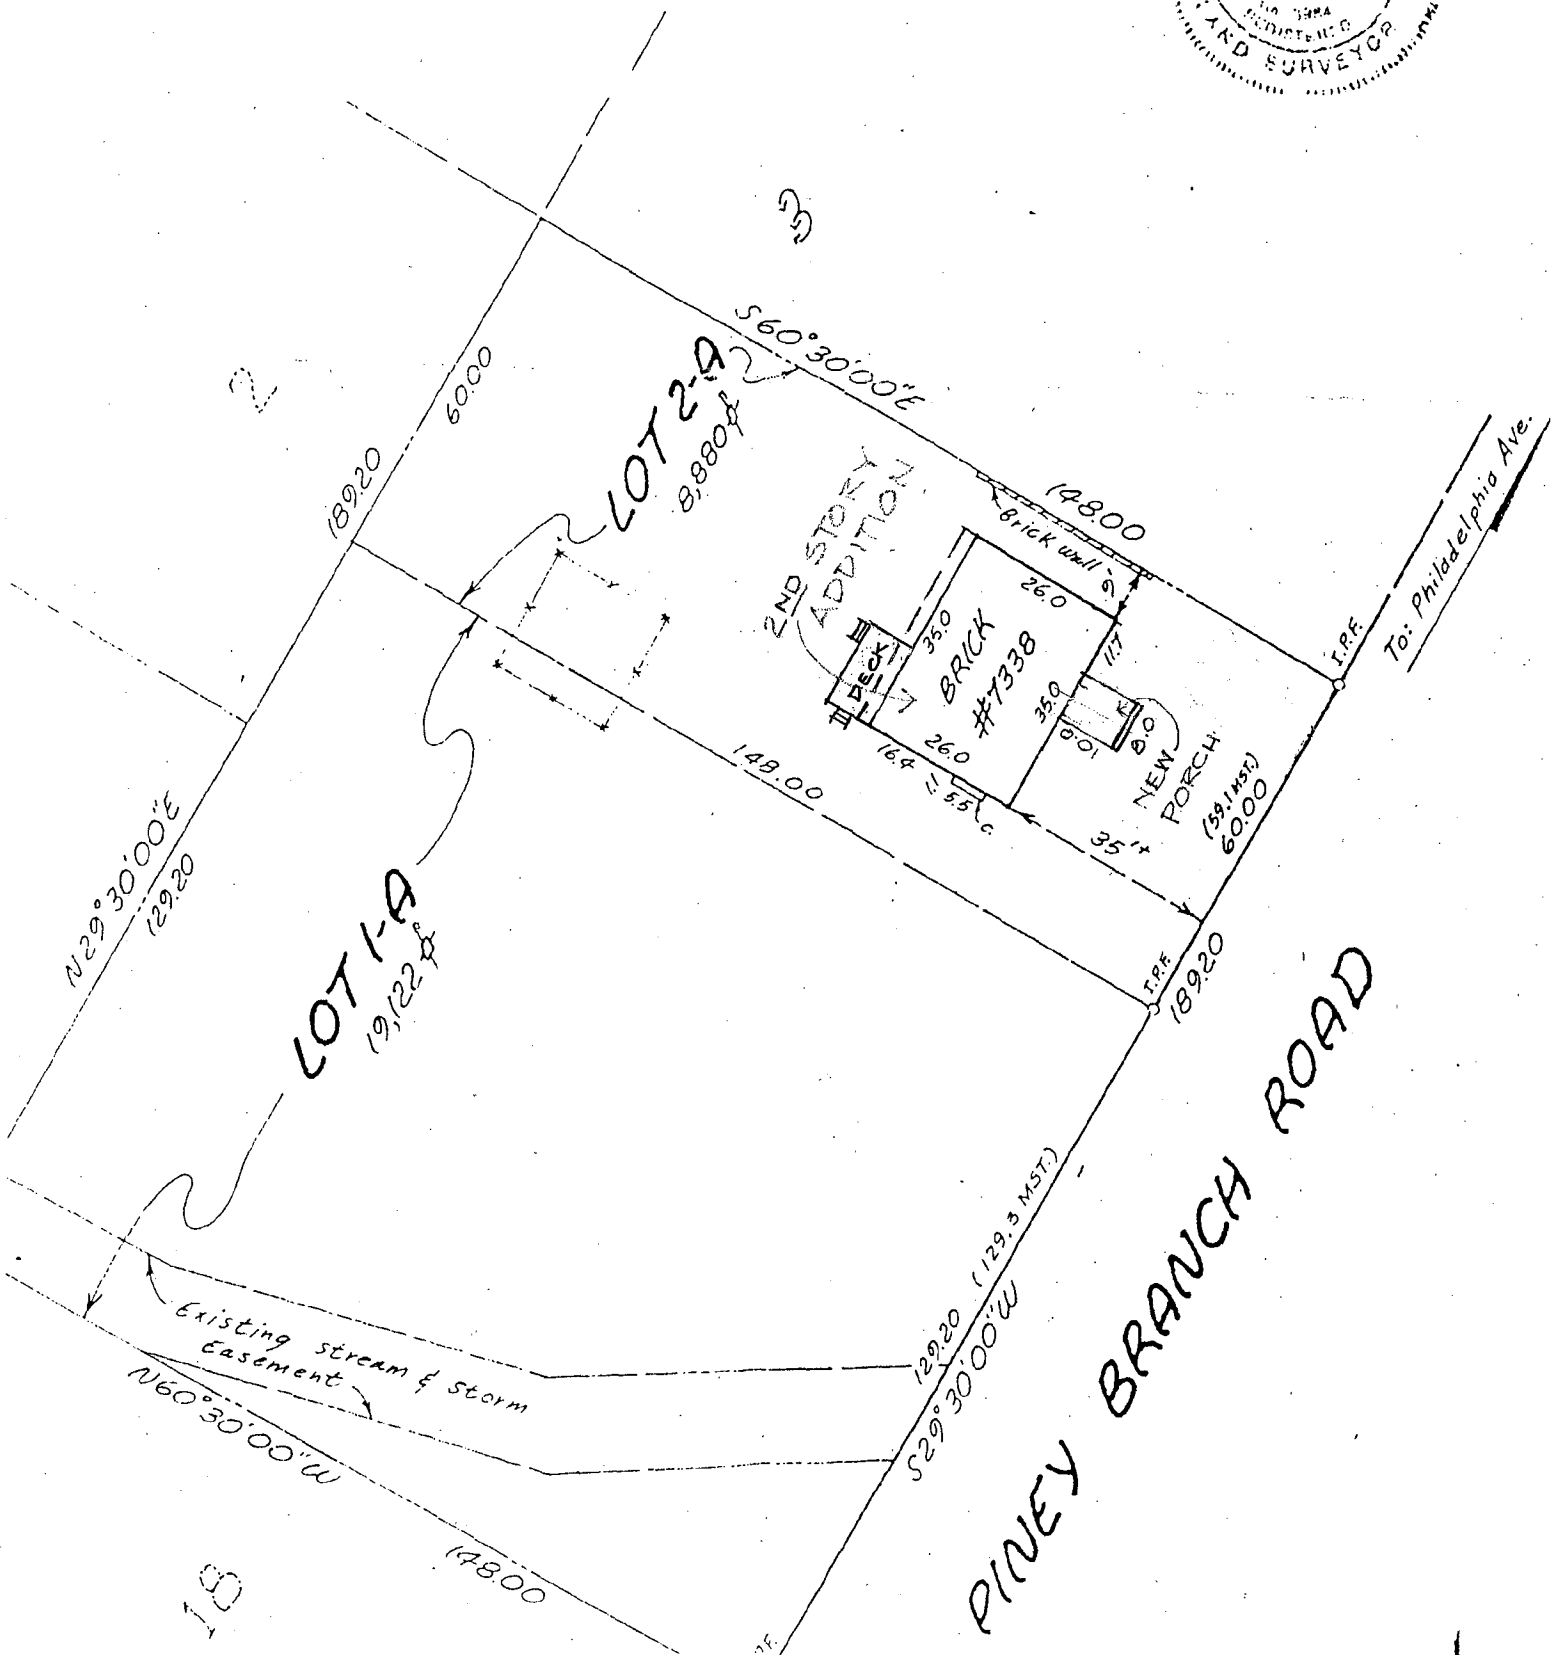 REGISTERED
LAND SURVEYOR
3
2
S60°30'00"E
60.00
189.20
LOT 2-A
8,880
2ND STORY
ADDITION
148.00
Brick wall
9'
26.0
35.0
BRICK
#7338
11.7
35.0
DECK
16.4
26.0
5.5
C.
10.0
8.0
NEW
PORCH
35'±
(59.1 MST.)
60.00
I.P.F.
To: Philadelphia Ave.
148.00
I.P.F.
189.20
N29°30'00"E
129.20
LOT 1-A
19,122
PINEY BRANCH ROAD
(129.3 MST.)
129.20
S29°30'00"W
Existing stream & storm
Easement
N60°30'00"W
148.00
18